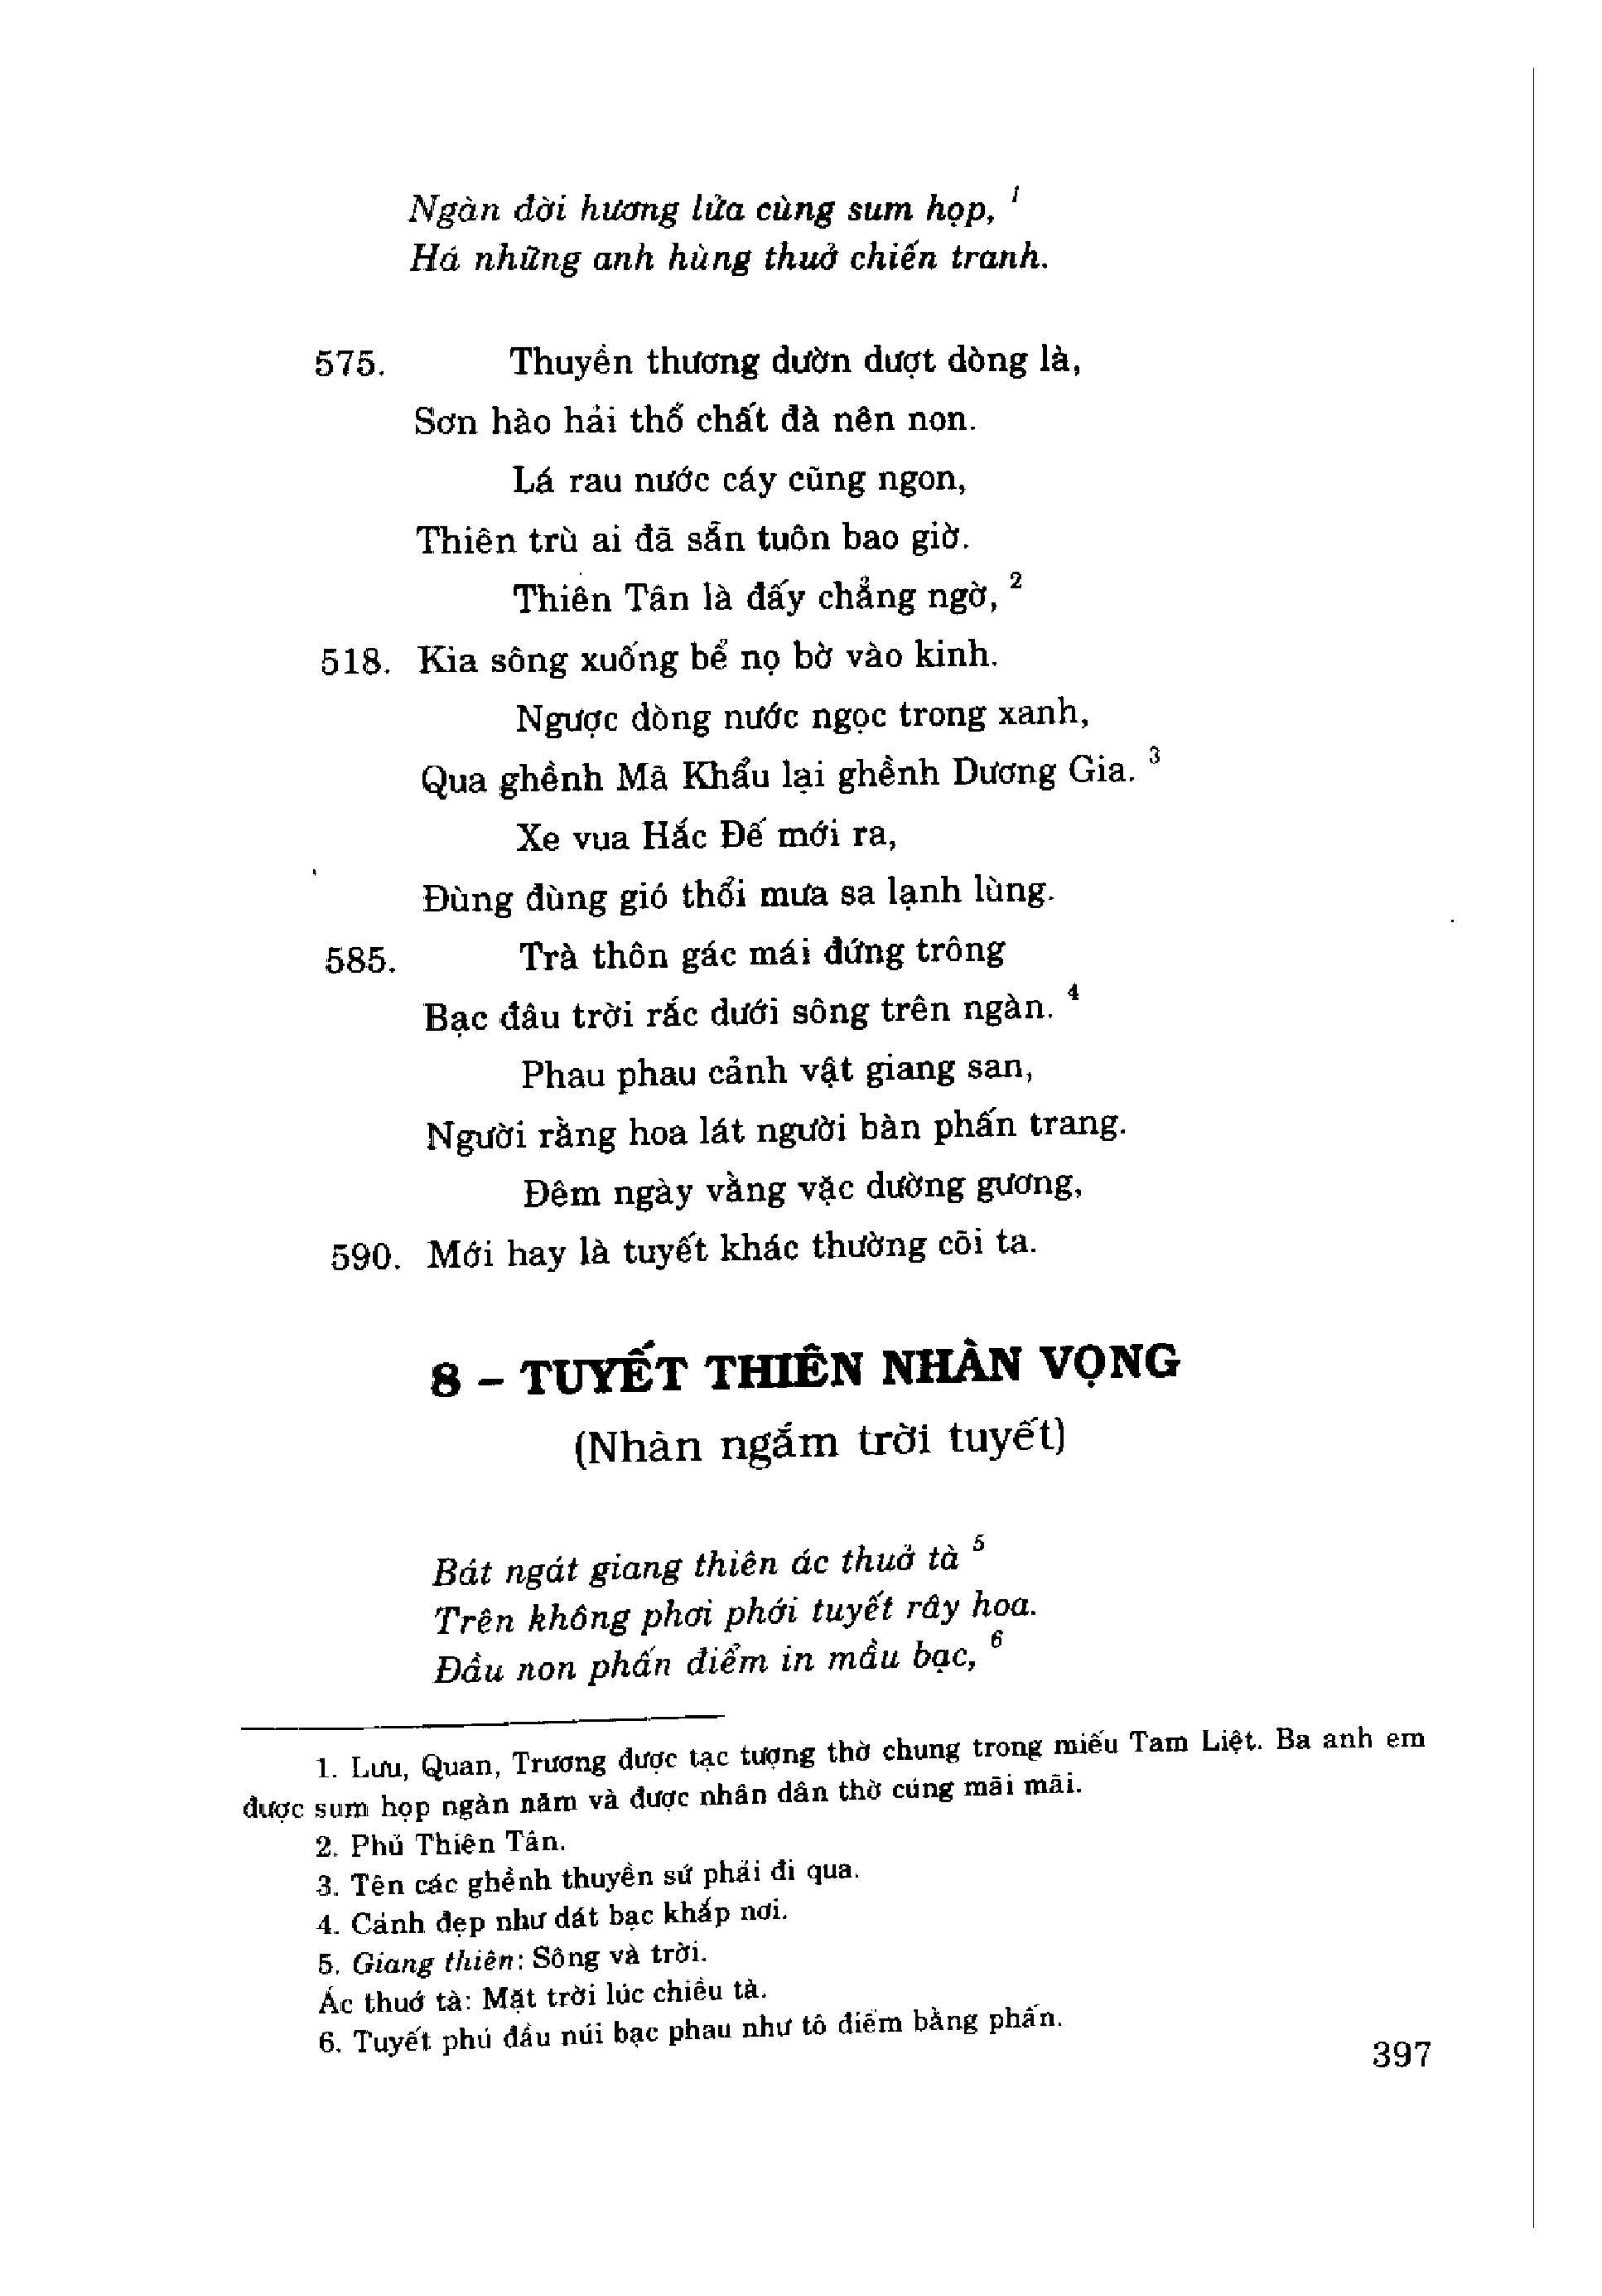 Ngàn đời hương lửa cùng sum họp, 1
Há những anh hùng thuở chiến tranh.
575. Thuyền thương dườn dượt dòng là,
Sơn hào hải thổ chất đà nên non.
Lá rau nước cáy cũng ngon,
Thiên trù ai đã sẵn tuôn bao giờ.
Thiên Tân là đấy chẳng ngờ, 2
518. Kia sông xuống bể nọ bờ vào kinh.
Ngược dòng nước ngọc trong xanh,
Qua ghềnh Mã Khẩu lại ghềnh Dương Gia. 3
Xe vua Hắc Đế mới ra,
Đùng đùng gió thổi mưa sa lạnh lùng.
585. Trà thôn gác mái đứng trông
Bạc đâu trời rắc dưới sông trên ngàn. 4
Phau phau cảnh vật giang san,
Người rằng hoa lát người bàn phấn trang.
Đêm ngày vằng vặc dường gương,
590. Mới hay là tuyết khác thường cõi ta.
8 – TUYẾT THIÊN NHÀN VỌNG
(Nhàn ngắm trời tuyết)
Bát ngát giang thiên ác thuở tà 5
Trên không phơi phới tuyết rây hoa.
Đầu non phấn điểm in mầu bạc, 6
1. Lưu, Quan, Trương được tạc tượng thờ chung trong miếu Tam Liệt. Ba anh em
được sum họp ngàn năm và được nhân dân thờ cúng mãi mãi.
2. Phủ Thiên Tân.
3. Tên các ghềnh thuyền sứ phải đi qua.
4. Cảnh đẹp như dát bạc khắp nơi.
5. Giang thiên: Sông và trời.
Ác thuở tà: Mặt trời lúc chiều tà.
6. Tuyết phủ đầu núi bạc phau như tô điểm bằng phấn.
397